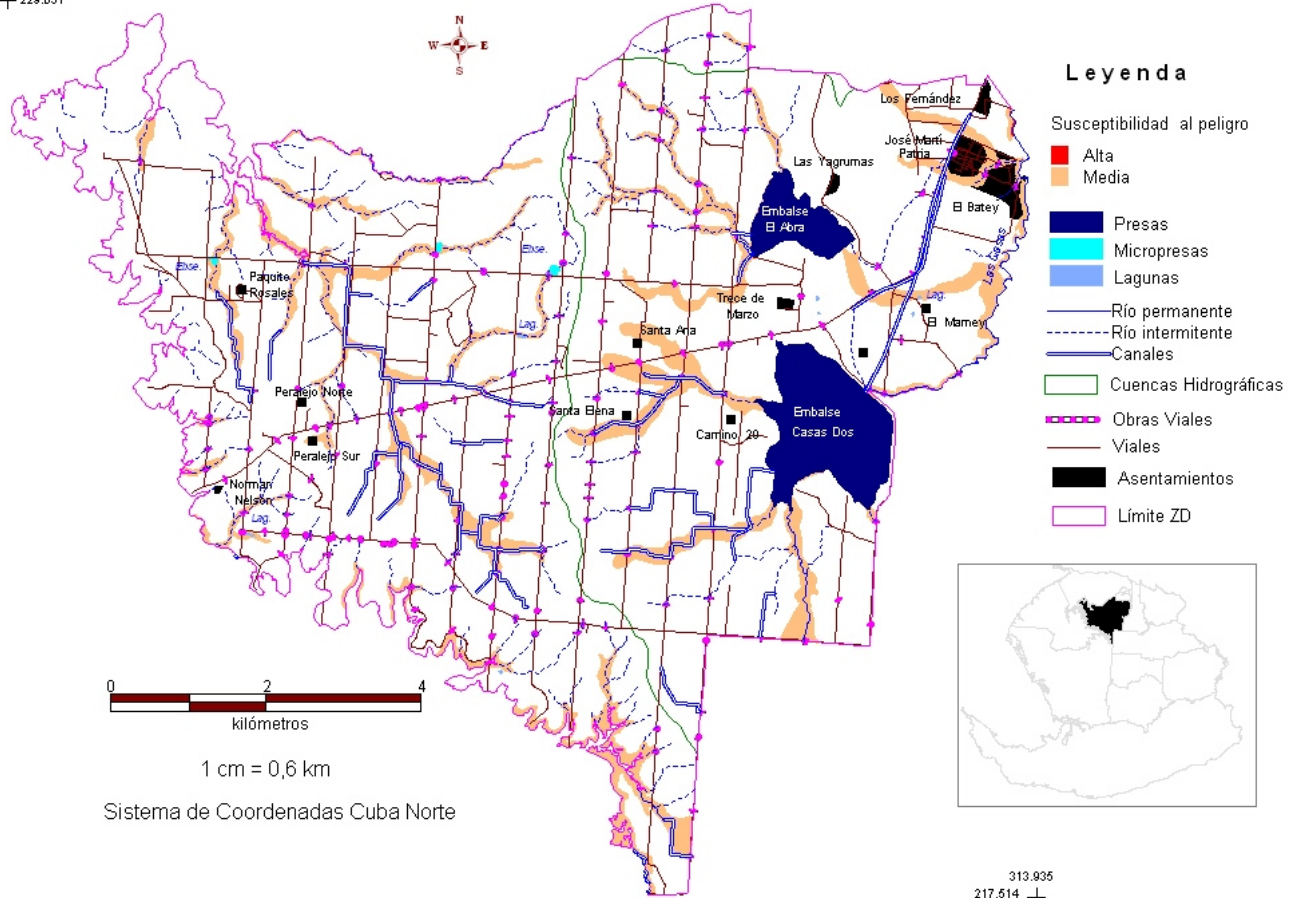 229.851
N
W E
S
Leyenda
Susceptibilidad al peligro
Alta
Media
Presas
Micropresas
Lagunas
Río permanente
Río intermitente
Canales
Cuencas Hidrográficas
Obras Viales
Viales
Asentamientos
Límite ZD
Los Fernández
José Martí
Patria
Las Yagrumas
El Batey
Embalse
El Abra
Las Casas
Ebse.
Ebse.
Paquito
Rosales
Trece de
Marzo
Lag.
El Mamey
Lag.
Santa Ana
Peralejo Norte
Santa Elena
Camino 20
Embalse
Casas Dos
Peralejo Sur
Norman
Nelson
Lag.
0 2 4
kilómetros
1 cm = 0,6 km
Sistema de Coordenadas Cuba Norte
313.935
217.514